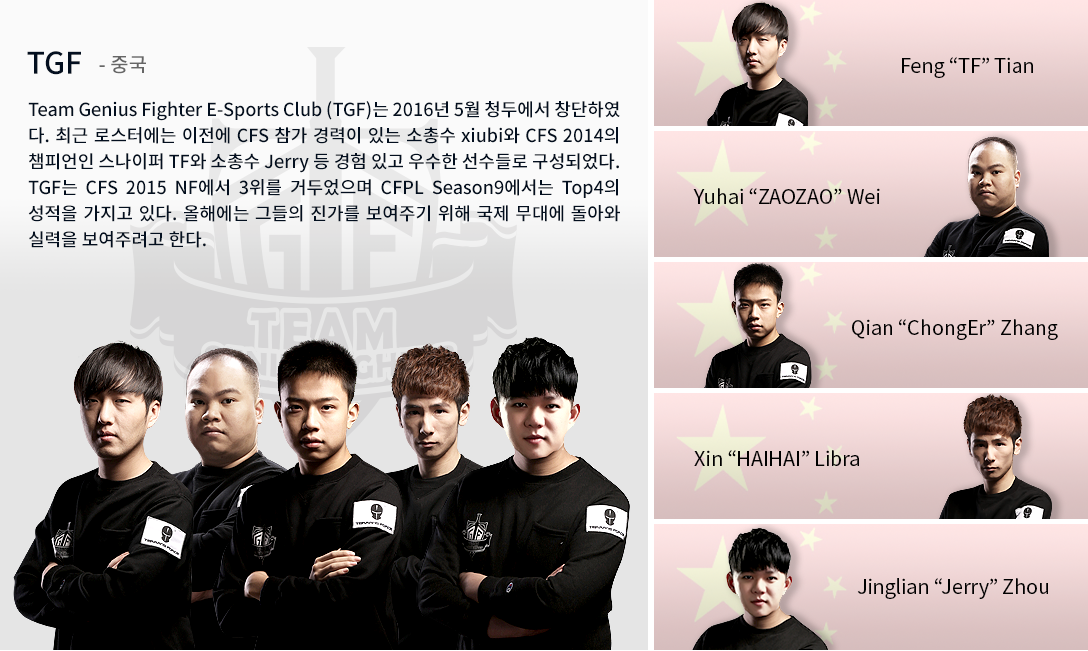 TGF - 중국
Team Genius Fighter E-Sports Club (TGF)는 2016년 5월 청두에서 창단하였
다. 최근 로스터에는 이전에 CFS 참가 경력이 있는 소총수 xiubi와 CFS 2014의
챔피언인 스나이퍼 TF와 소총수 Jerry 등 경험 있고 우수한 선수들로 구성되었다.
TGF는 CFS 2015 NF에서 3위를 거두었으며 CFPL Season9에서는 Top4의
성적을 가지고 있다. 올해에는 그들의 진가를 보여주기 위해 국제 무대에 돌아와
실력을 보여주려고 한다.
TGF
TEAM
Feng “TF” Tian
Yuhai “ZAOZAO” Wei
Qian “ChongEr” Zhang
Xin “HAIHAI” Libra
Jinglian “Jerry” Zhou